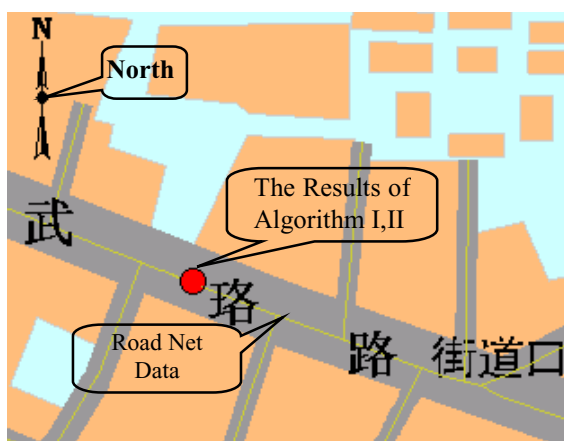 N
North
The Results of
Algorithm I,II
武
珞
路
街道口
Road Net
Data